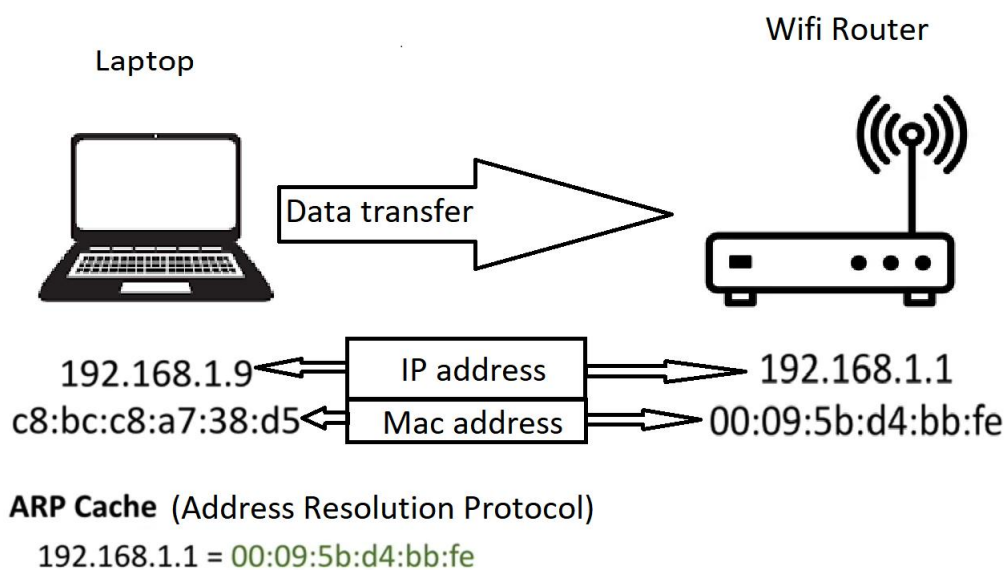 Wifi Router
Laptop
Data transfer
192.168.1.9 IP address 192.168.1.1
c8:bc:c8:a7:38:d5 Mac address 00:09:5b:d4:bb:fe
ARP Cache (Address Resolution Protocol)
192.168.1.1 = 00:09:5b:d4:bb:fe